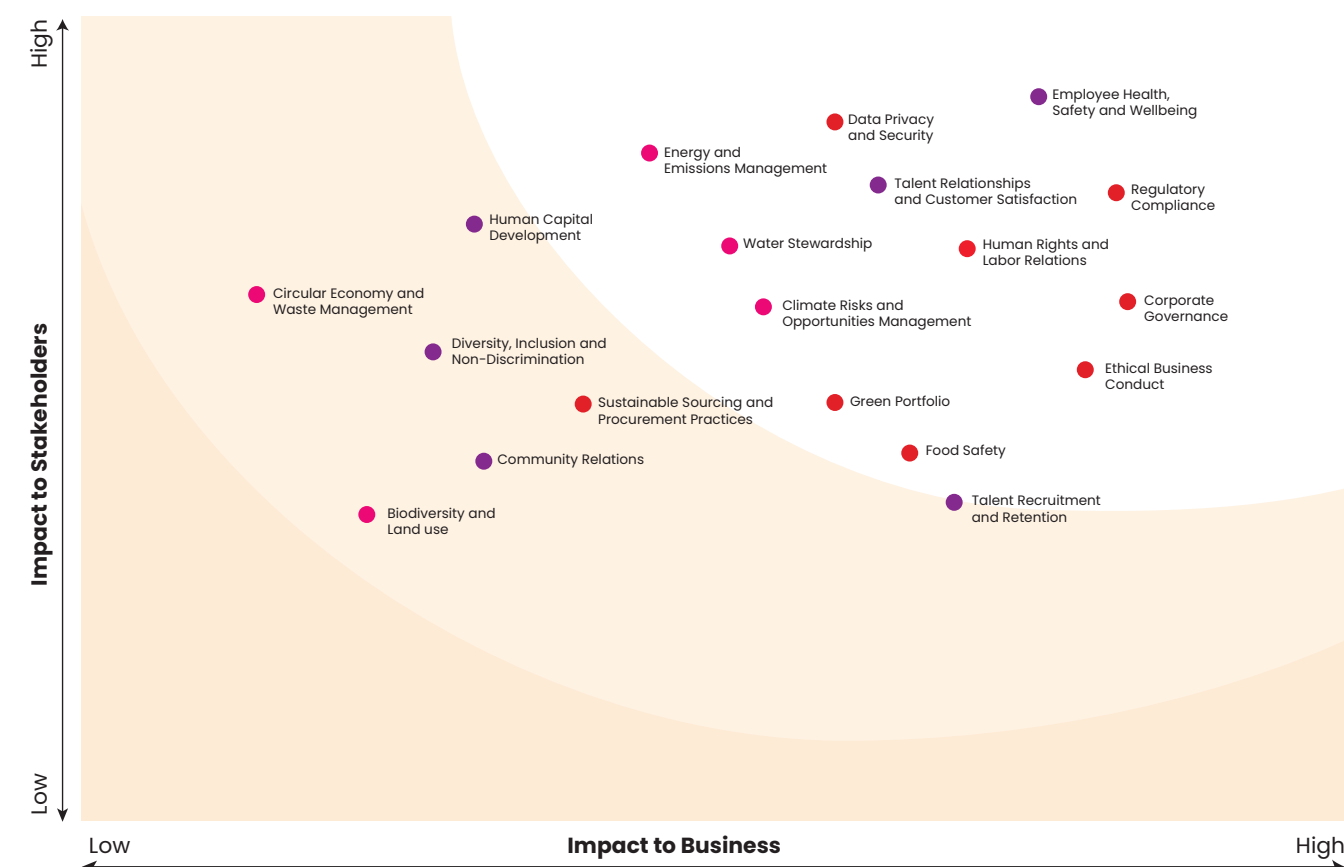 High
Employee Health,
Safety and Wellbeing
Data Privacy
and Security
Energy and
Emissions Management
Talent Relationships
and Customer Satisfaction
Regulatory
Compliance
Human Capital
Development
Water Stewardship
Human Rights and
Labor Relations
Circular Economy and
Waste Management
Climate Risks and
Opportunities Management
Corporate
Governance
Diversity, Inclusion and
Non-Discrimination
Ethical Business
Conduct
Sustainable Sourcing and
Procurement Practices
Green Portfolio
Food Safety
Community Relations
Talent Recruitment
and Retention
Biodiversity and
Land use
Impact to Stakeholders
Low
Low
Impact to Business
High